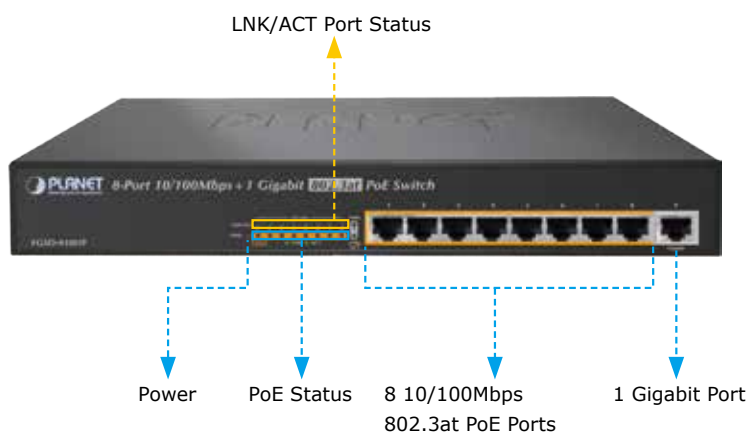 LNK/ACT Port Status
PLANET 8-Port 10/100Mbps + 1 Gigabit 802.3at PoE Switch
Power
PoE Status
8 10/100Mbps
802.3at PoE Ports
1 Gigabit Port